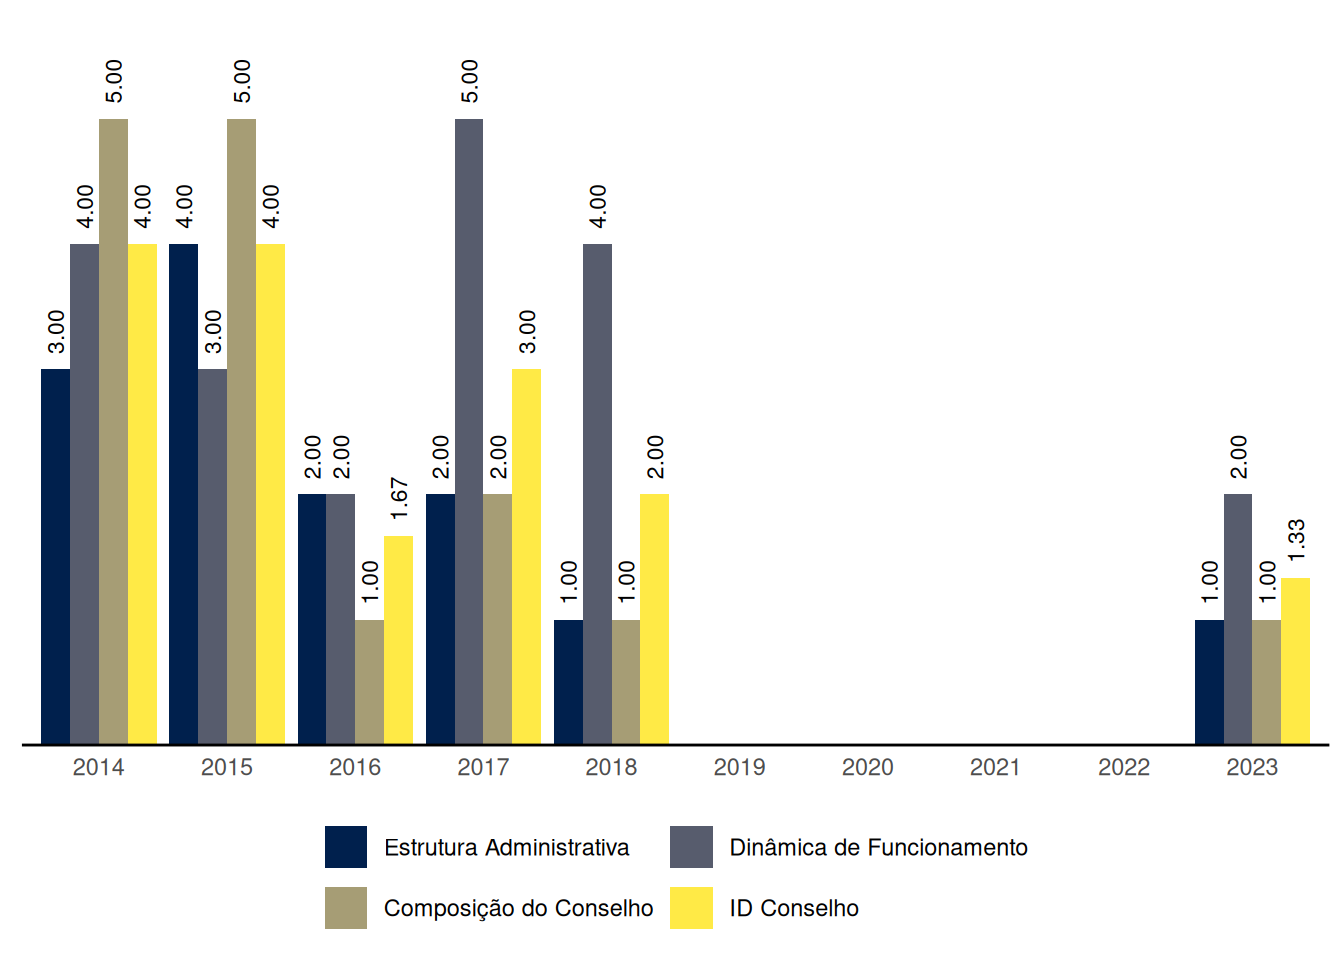 3.00 4.00 5.00 4.00 4.00 3.00 5.00 4.00 2.00 2.00 1.00 1.67 2.00 5.00 2.00 3.00 1.00 4.00 1.00 2.00 1.00 2.00 1.00 1.33
2014 2015 2016 2017 2018 2019 2020 2021 2022 2023
Estrutura Administrativa Dinâmica de Funcionamento
Composição do Conselho ID Conselho